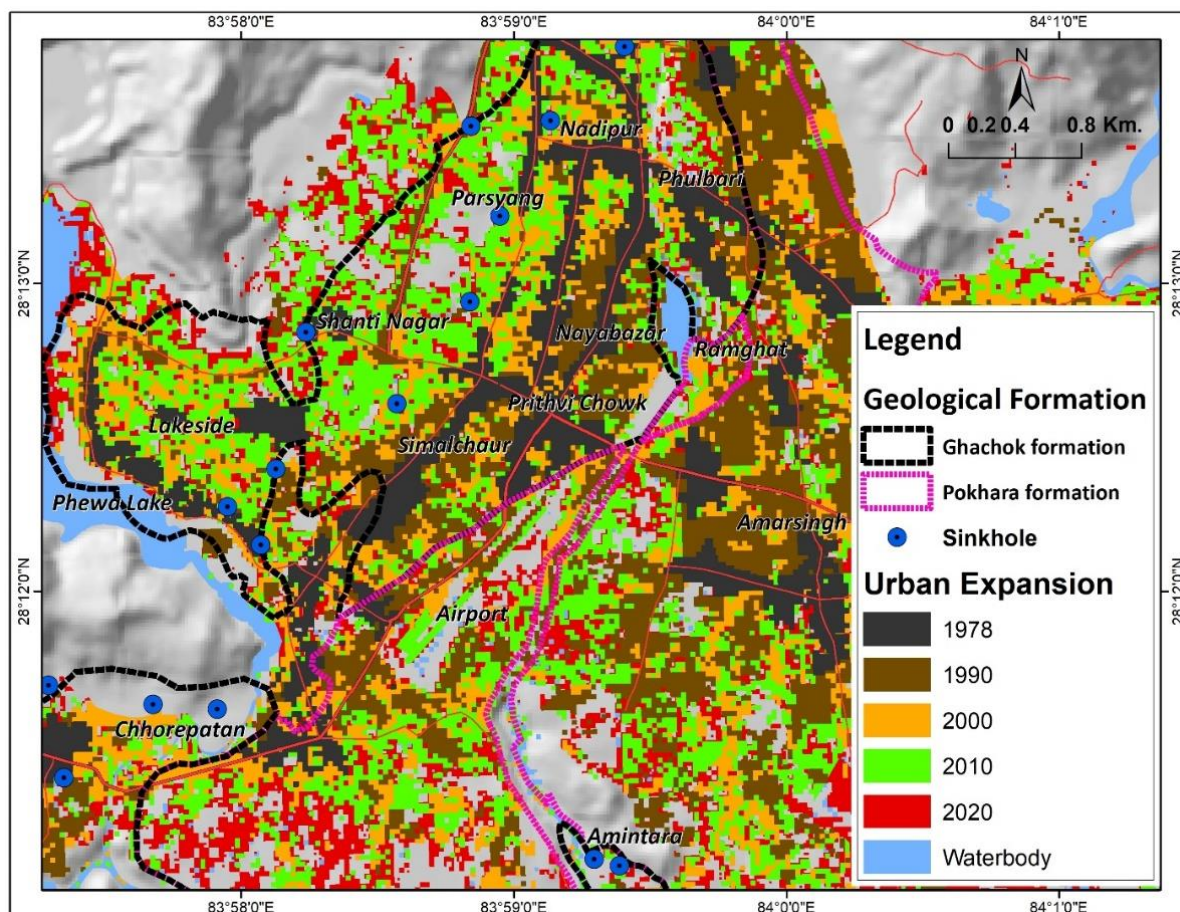 83°58'0"E
83°59'0"E
84°0'0"E
84°1'0"E
N
0 0.2 0.4 0.8 Km.
Nadipur
Phulbari
Parsyang
28°13'0"N
28°13'0"N
Shanti Nagar
Nayabazar
Ramghat
Prithvi Chowk
Lakeside
Simalchaur
Phewa Lake
Amarsingh
28°12'0"N
28°12'0"N
Airport
Chhorepatan
Amintara
Legend
Geological Formation
Ghachok formation
Pokhara formation
Sinkhole
Urban Expansion
1978
1990
2000
2010
2020
Waterbody
83°58'0"E
83°59'0"E
84°0'0"E
84°1'0"E